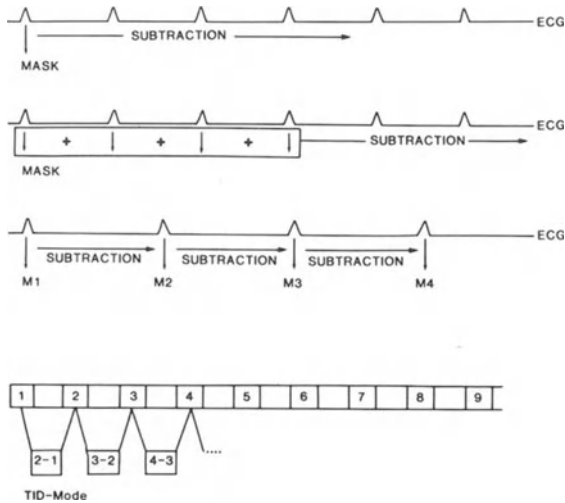 ECG
SUBTRACTION
MASK
ECG
+ + +
SUBTRACTION
MASK
ECG
SUBTRACTION SUBTRACTION SUBTRACTION
M1 M2 M3 M4
1 2 3 4 5 6 7 8 9
2-1 3-2 4-3 ....
TID-Mode